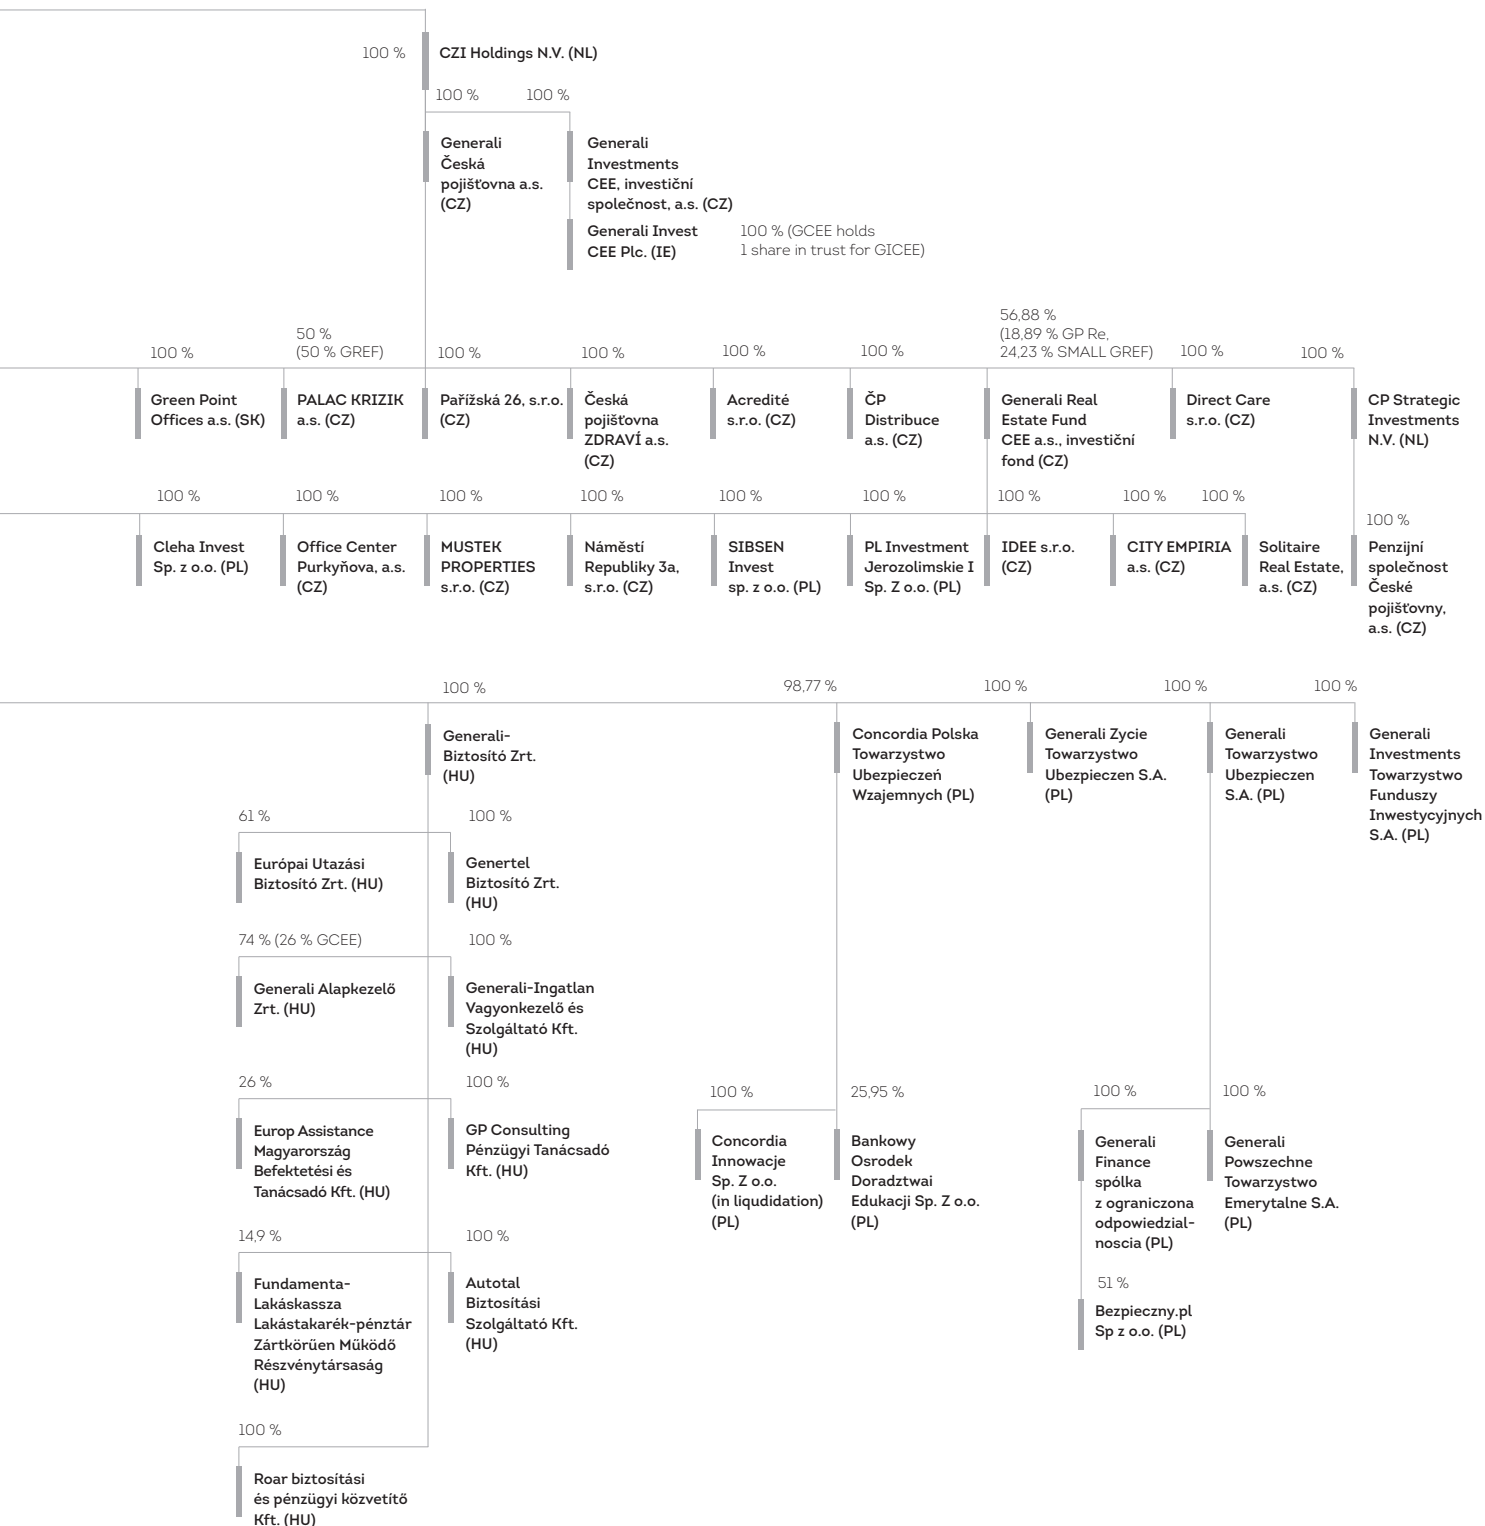 100 %
CZI Holdings N.V. (NL)
100 %
100 %
Generali
Česká
pojišťovna a.s.
(CZ)
Generali
Investments
CEE, investiční
společnost, a.s. (CZ)
Generali Invest
CEE Plc. (IE)
100 % (GCEE holds
1 share in trust for GICEE)
100 %
Green Point
Offices a.s. (SK)
50 %
(50 % GREF)
PALAC KRIZIK
a.s. (CZ)
100 %
Pařížská 26, s.r.o.
(CZ)
100 %
Česká
pojišťovna
ZDRAVÍ a.s.
(CZ)
100 %
Acredité
s.r.o. (CZ)
100 %
ČP
Distribuce
a.s. (CZ)
56,88 %
(18,89 % GP Re,
24,23 % SMALL GREF)
Generali Real
Estate Fund
CEE a.s., investiční
fond (CZ)
100 %
Direct Care
s.r.o. (CZ)
100 %
CP Strategic
Investments
N.V. (NL)
100 %
Cleha Invest
Sp. z o.o. (PL)
100 %
Office Center
Purkyňova, a.s.
(CZ)
100 %
MUSTEK
PROPERTIES
s.r.o. (CZ)
100 %
Náměstí
Republiky 3a,
s.r.o. (CZ)
100 %
SIBSEN
Invest
sp. z o.o. (PL)
100 %
PL Investment
Jerozolimskie I
Sp. Z o.o. (PL)
100 %
IDEE s.r.o.
(CZ)
100 %
CITY EMPIRIA
a.s. (CZ)
100 %
Solitaire
Real Estate,
a.s. (CZ)
100 %
Penzijní
společnost
České
pojišťovny,
a.s. (CZ)
100 %
Generali-
Biztosító Zrt.
(HU)
98,77 %
Concordia Polska
Towarzystwo
Ubezpieczeń
Wzajemnych (PL)
100 %
Generali Zycie
Towarzystwo
Ubezpieczen S.A.
(PL)
100 %
Generali
Towarzystwo
Ubezpieczen
S.A. (PL)
100 %
Generali
Investments
Towarzystwo
Funduszy
Inwestycyjnych
S.A. (PL)
61 %
Európai Utazási
Biztosító Zrt. (HU)
100 %
Genertel
Biztosító Zrt.
(HU)
74 % (26 % GCEE)
Generali Alapkezelő
Zrt. (HU)
100 %
Generali-Ingatlan
Vagyonkezelő és
Szolgáltató Kft.
(HU)
26 %
Europ Assistance
Magyarország
Befektetési és
Tanácsadó Kft. (HU)
100 %
GP Consulting
Pénzügyi Tanácsadó
Kft. (HU)
100 %
Concordia
Innowacje
Sp. Z o.o.
(in liqudidation)
(PL)
25,95 %
Bankowy
Osrodek
Doradztwai
Edukacji Sp. Z o.o.
(PL)
100 %
Generali
Finance
spólka
z ograniczona
odpowiedzial-
noscia (PL)
100 %
Generali
Powszechne
Towarzystwo
Emerytalne S.A.
(PL)
14,9 %
Fundamenta-
Lakáskassza
Lakástakarék-pénztár
Zártkörűen Működő
Részvénytársaság
(HU)
100 %
Autotal
Biztosítási
Szolgáltató Kft.
(HU)
51 %
Bezpieczny.pl
Sp z o.o. (PL)
100 %
Roar biztosítási
és pénzügyi közvetítő
Kft. (HU)